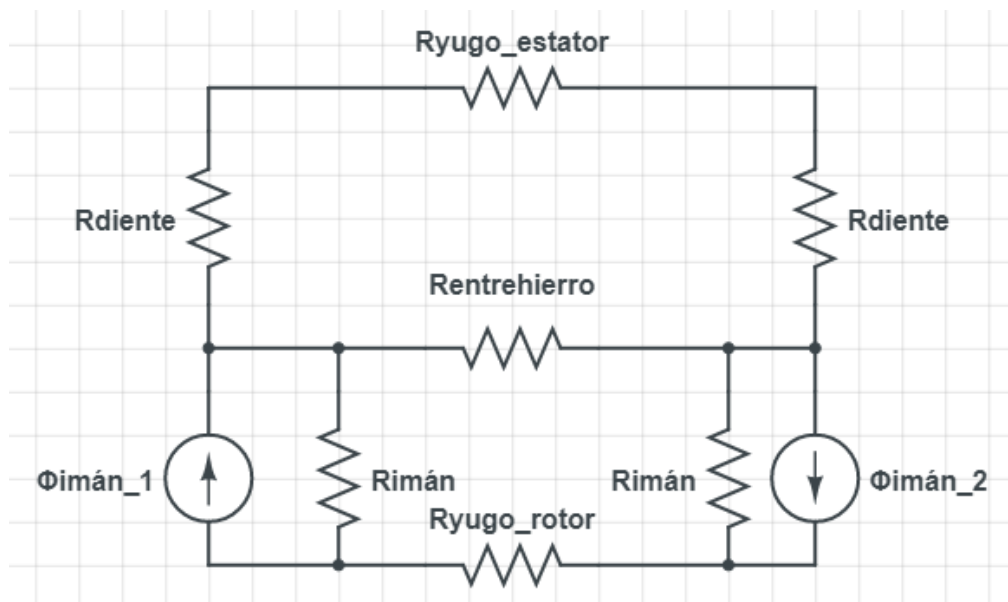 Ryugo_estator
Rdiente
Rdiente
Rentrehierro
Φimán_1
Rimán
Rimán
Φimán_2
Ryugo_rotor